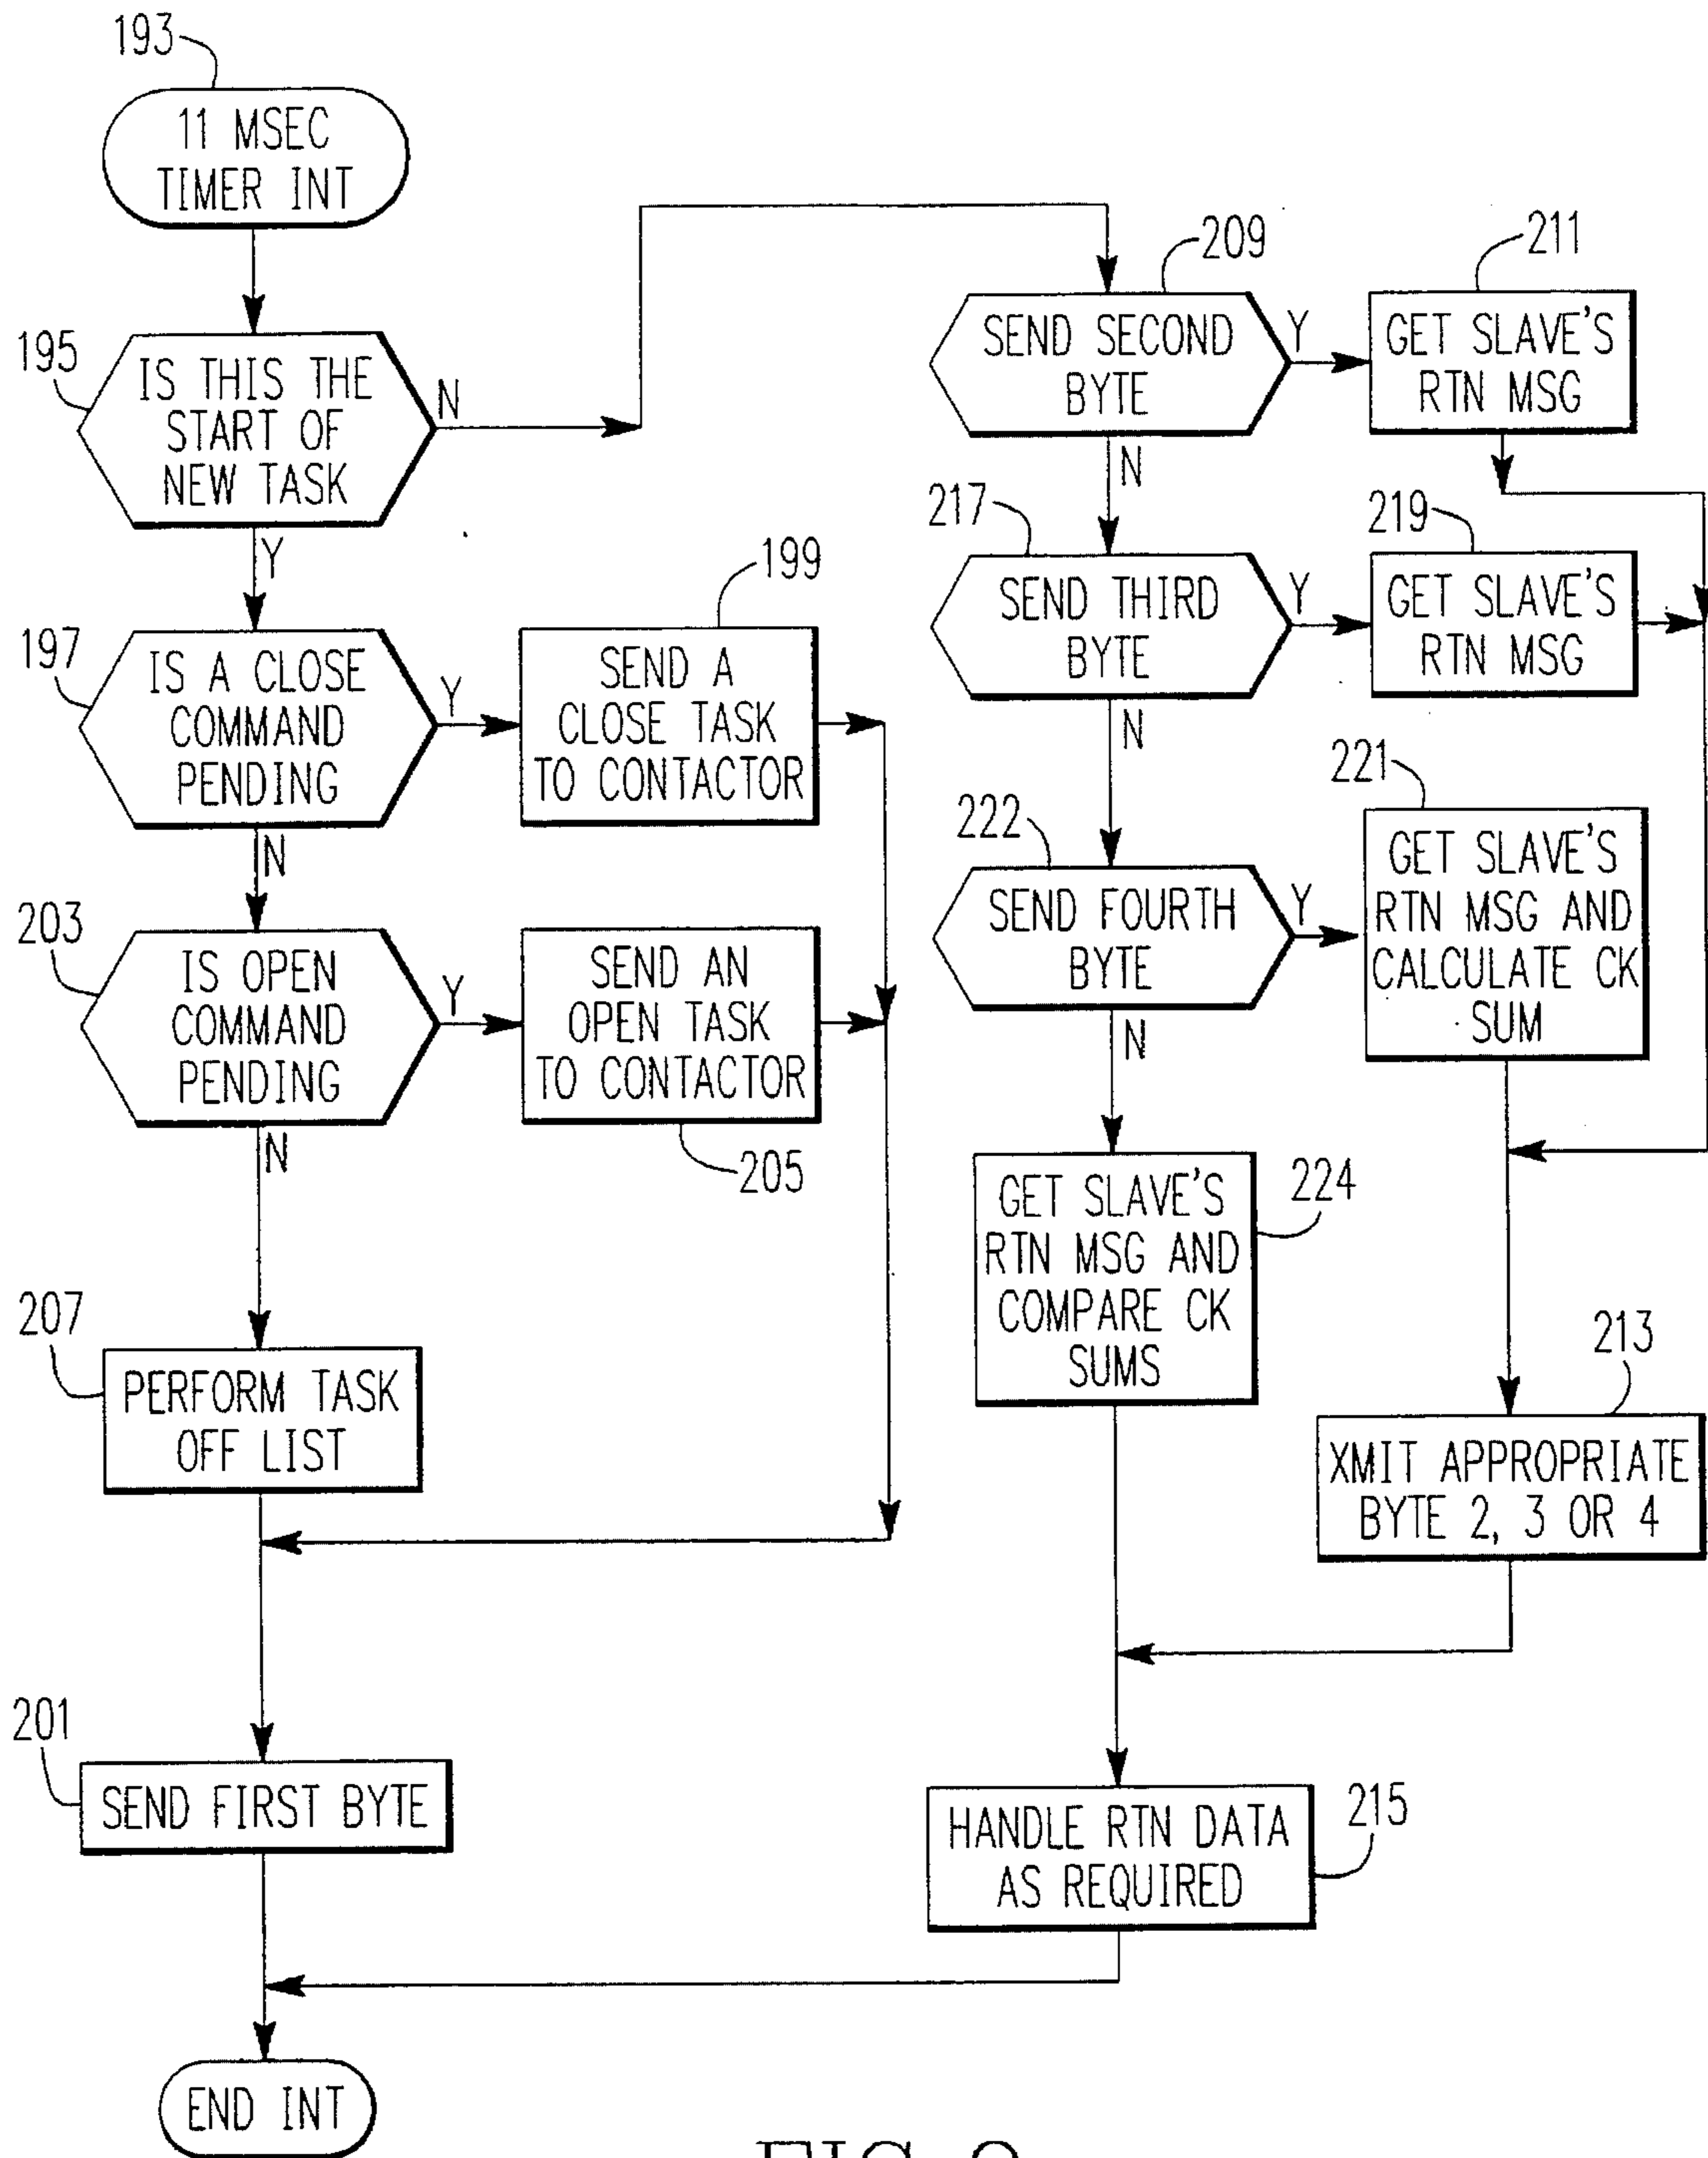 193
11 MSEC
TIMER INT
195
IS THIS THE
START OF
NEW TASK
N
Y
197
IS A CLOSE
COMMAND
PENDING
Y
N
199
SEND A
CLOSE TASK
TO CONTACTOR
203
IS OPEN
COMMAND
PENDING
Y
N
SEND AN
OPEN TASK
TO CONTACTOR
205
207
PERFORM TASK
OFF LIST
201
SEND FIRST BYTE
END INT
209
SEND SECOND
BYTE
Y
N
211
GET SLAVE'S
RTN MSG
217
SEND THIRD
BYTE
Y
N
219
GET SLAVE'S
RTN MSG
222
SEND FOURTH
BYTE
Y
N
221
GET SLAVE'S
RTN MSG AND
CALCULATE CK
SUM
224
GET SLAVE'S
RTN MSG AND
COMPARE CK
SUMS
213
XMIT APPROPRIATE
BYTE 2, 3 OR 4
215
HANDLE RTN DATA
AS REQUIRED